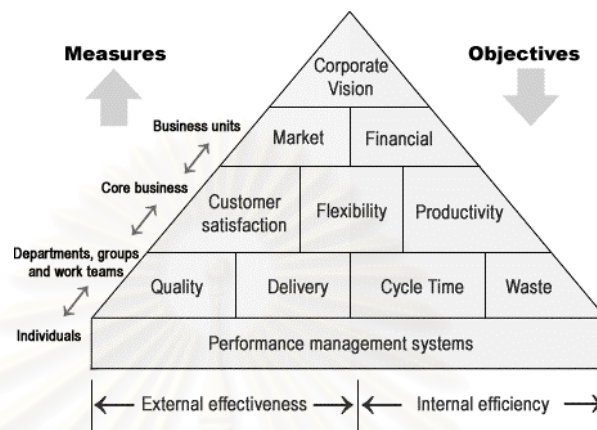 Measures
Objectives
Corporate
Vision
Business units
Market
Financial
Core business
Customer
satisfaction
Flexibility
Productivity
Departments, groups
and work teams
Quality
Delivery
Cycle Time
Waste
Individuals
Performance management systems
External effectiveness
Internal efficiency